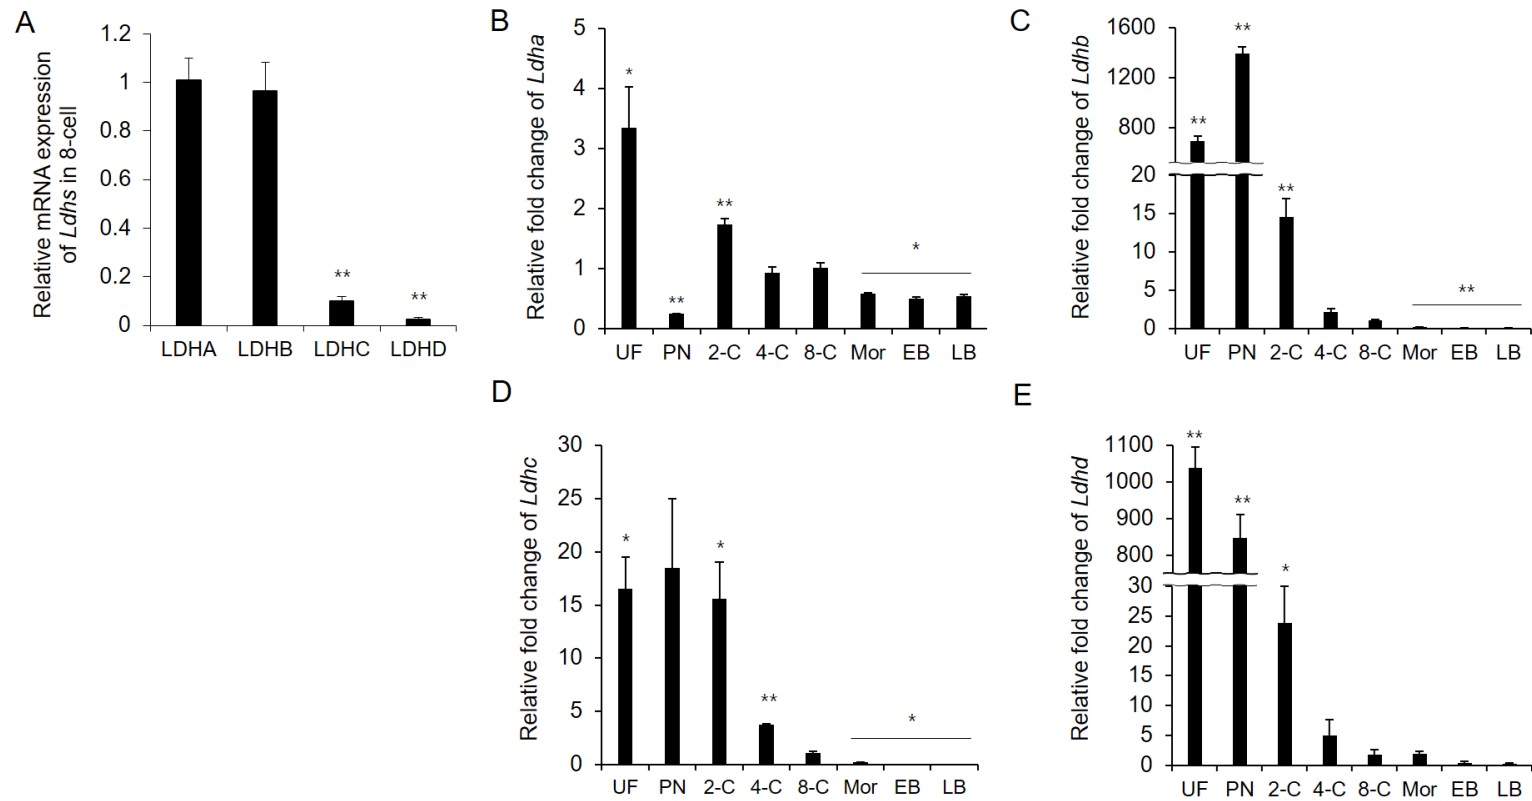 A
Relative mRNA expression
of Ldhs in 8-cell
1.2
1
0.8
0.6
0.4
0.2
0
** **
LDHA LDHB LDHC LDHD
B
Relative fold change of Ldha
5
4
3
2
1
0
* ** ** *
UF PN 2-C 4-C 8-C Mor EB LB
C
Relative fold change of Ldhb
1600
1200
800
20
15
10
5
0
** ** ** **
UF PN 2-C 4-C 8-C Mor EB LB
D
Relative fold change of Ldhc
30
25
20
15
10
5
0
* * ** *
UF PN 2-C 4-C 8-C Mor EB LB
E
Relative fold change of Ldhd
1100
1000
900
800
30
25
20
15
10
5
0
** ** *
UF PN 2-C 4-C 8-C Mor EB LB